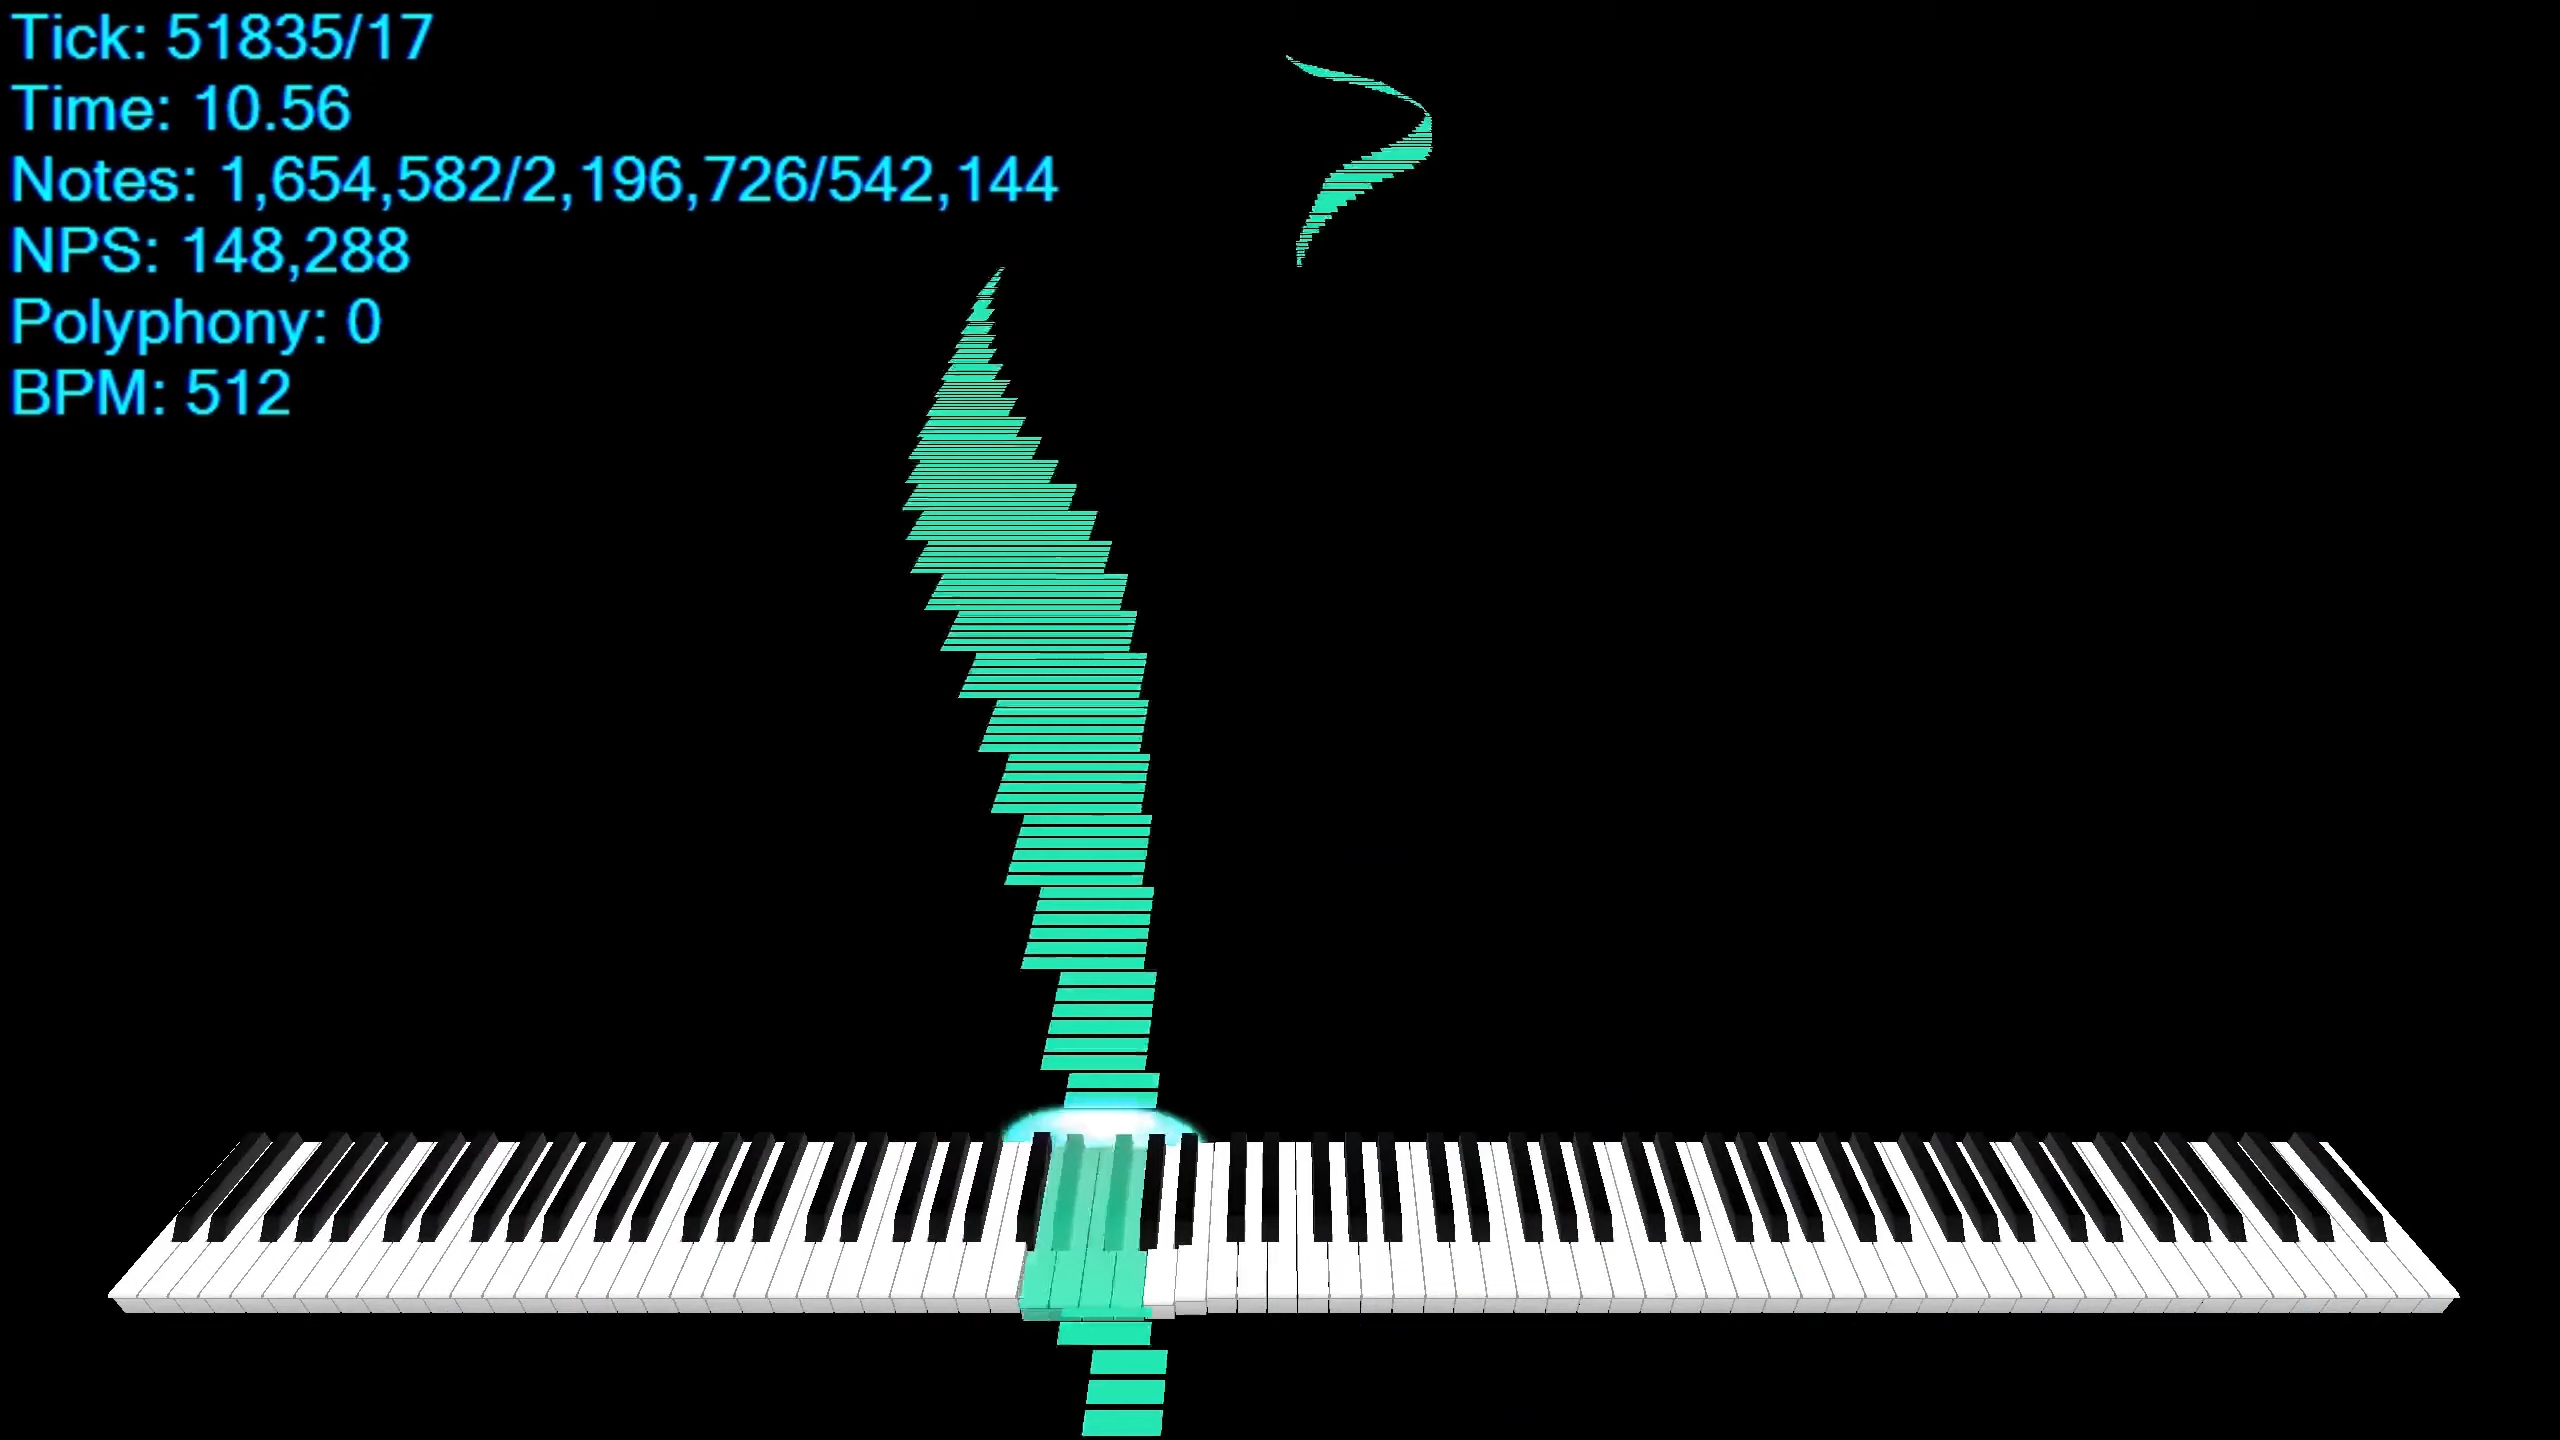 Tick: 51835/17
Time: 10.56
Notes: 1,654,582/2,196,726/542,144
NPS: 148,288
Polyphony: 0
BPM: 512